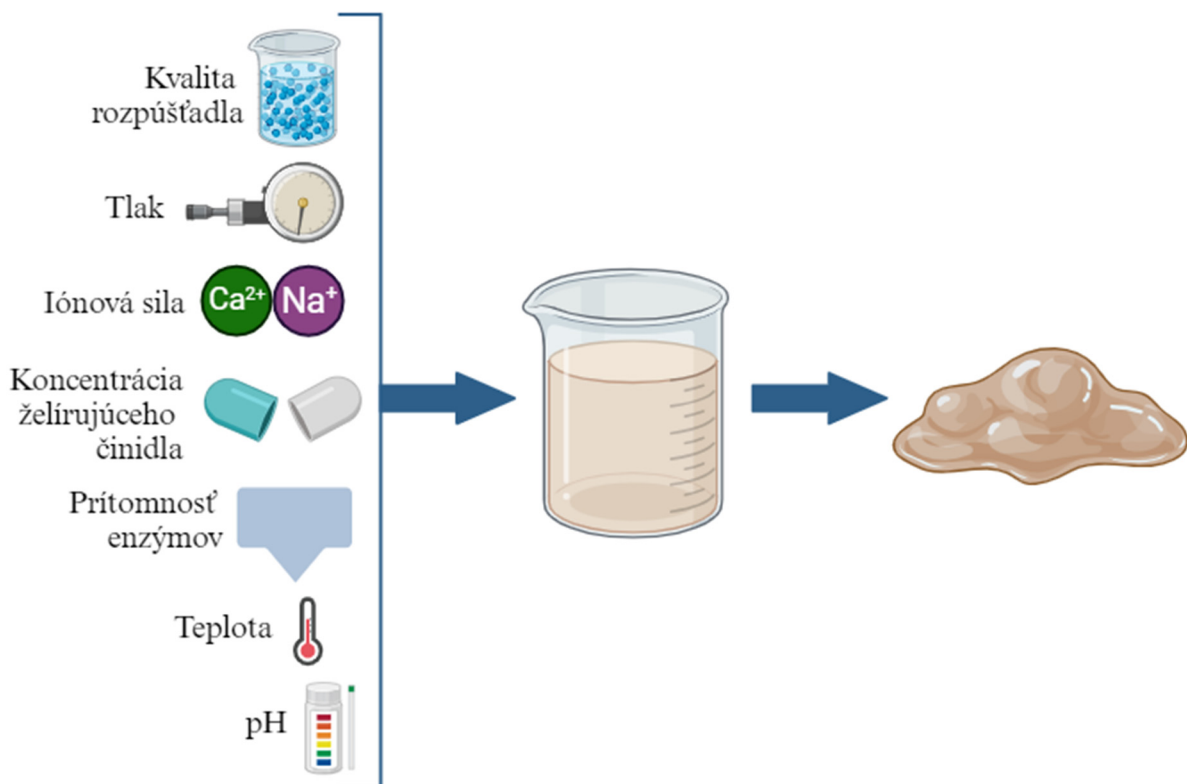 Kvalita
rozpúšťadla
Tlak
Iónová sila
Ca²⁺ Na⁺
Koncentrácia
želírujúceho
činidla
Prítomnosť
enzýmov
Teplota
pH